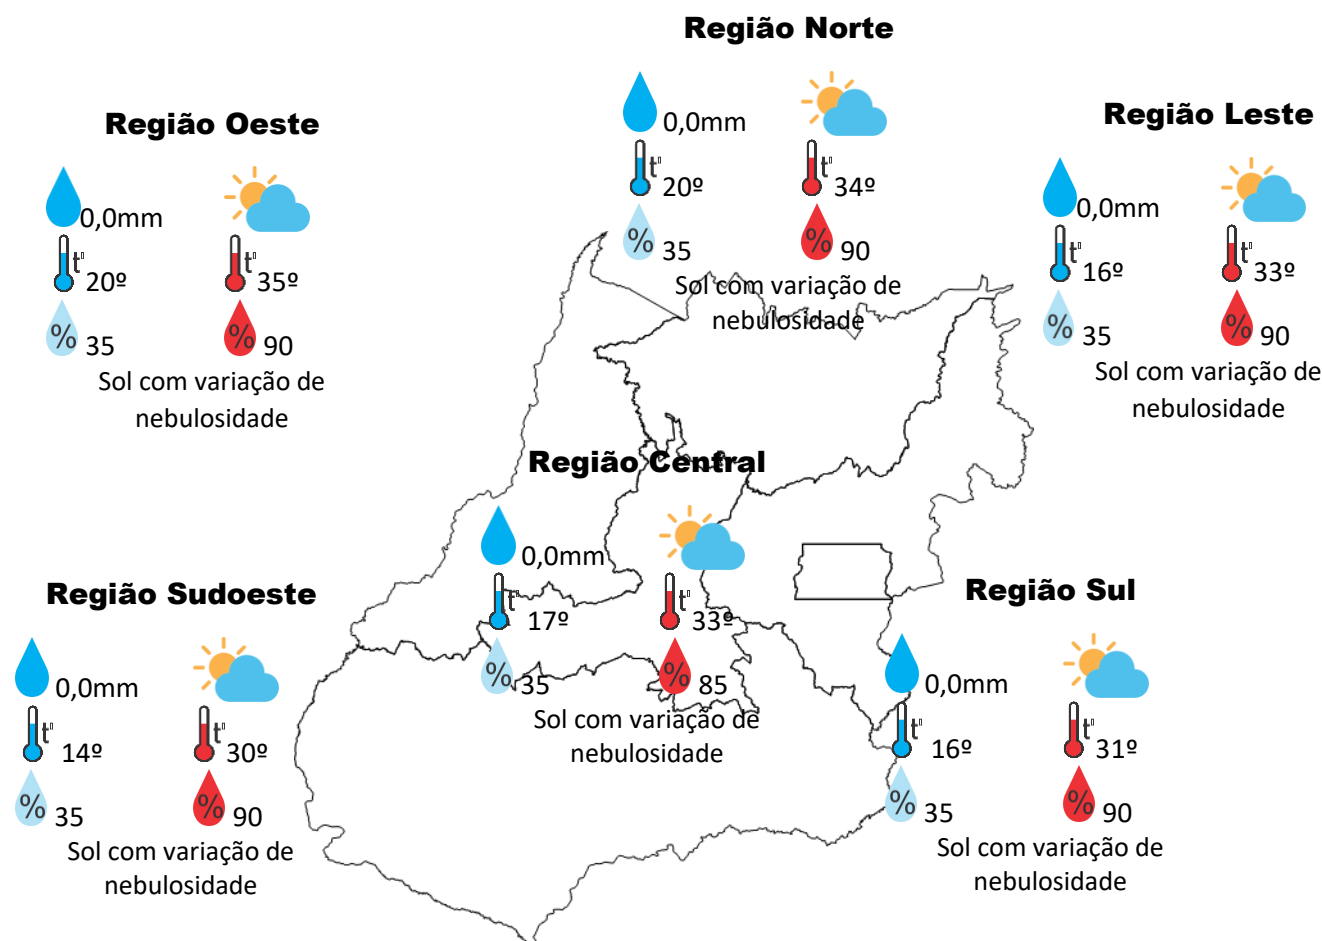 Região Norte
0,0mm
t°
20º
t°
34º
%
35
%
90
Sol com variação de
nebulosidade
Região Oeste
0,0mm
t°
20º
t°
35º
%
35
%
90
Sol com variação de
nebulosidade
Região Leste
0,0mm
t°
16º
t°
33º
%
35
%
90
Sol com variação de
nebulosidade
Região Central
0,0mm
t°
17º
t°
33º
%
35
%
85
Sol com variação de
nebulosidade
Região Sudoeste
0,0mm
t°
14º
t°
30º
%
35
%
90
Sol com variação de
nebulosidade
Região Sul
0,0mm
t°
16º
t°
31º
%
35
%
90
Sol com variação de
nebulosidade